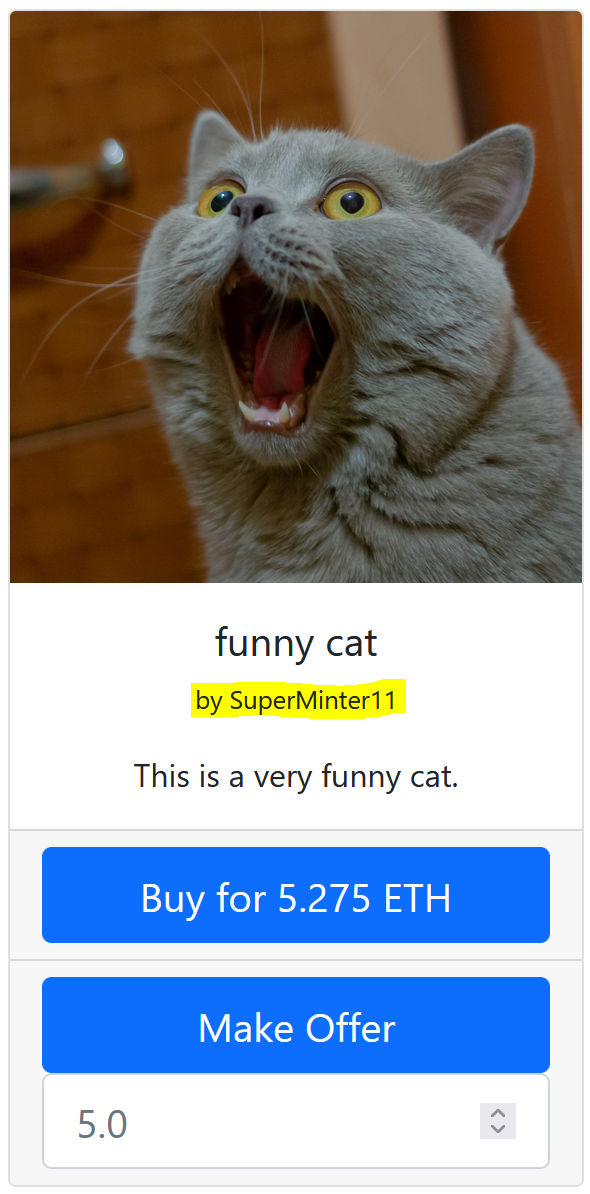 funny cat
by SuperMinter11
This is a very funny cat.
Buy for 5.275 ETH
Make Offer
5.0